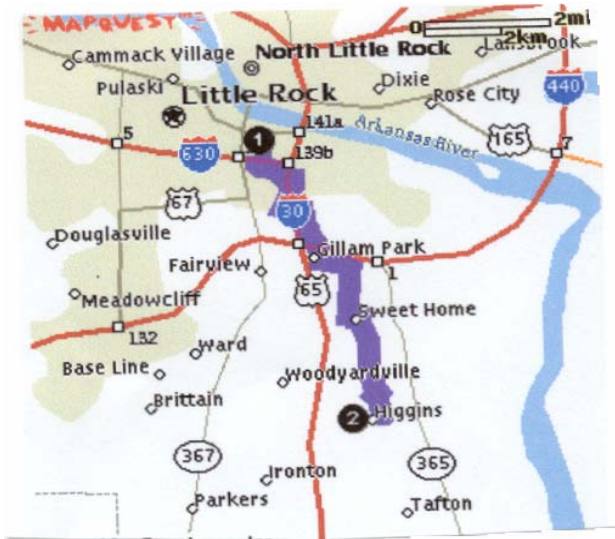 MAPQUEST
0 2mi
2km
Cammack Village
North Little Rock
Lansbrook
Pulaski
Dixie
Little Rock
Rose City
440
141a
5
1
Arkansas River
165
7
630
139b
67
30
Douglasville
Gillam Park
Fairview
1
65
Meadowcliff
Sweet Home
132
Ward
Base Line
Woodyardville
Brittain
2
Higgins
367
365
Ironton
Parkers
Tafton